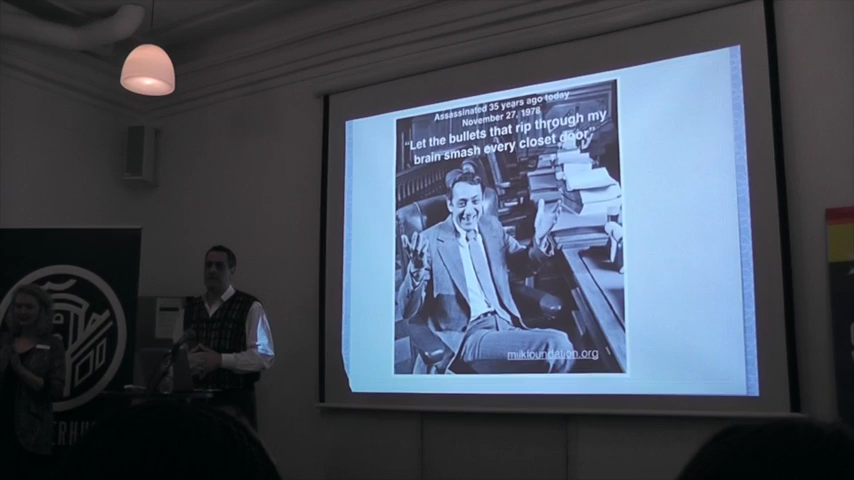 Assassinated 35 years ago today
November 27, 1978
"Let the bullets that rip through my
brain smash every closet door"
milkfoundation.org